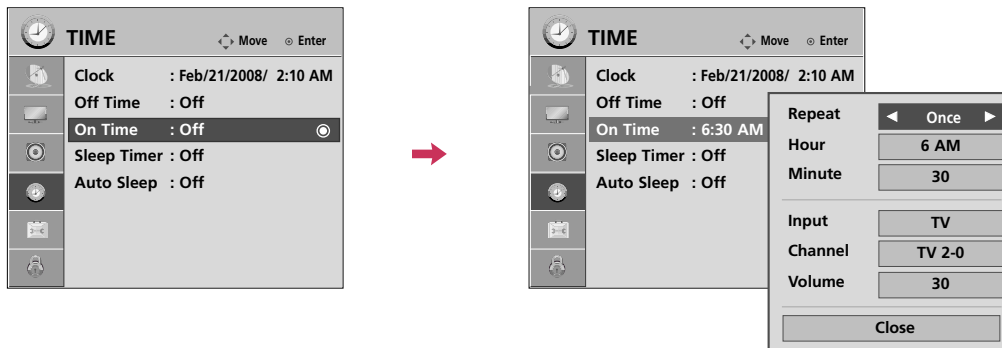 TIME
Move Enter
Clock : Feb/21/2008/ 2:10 AM
Off Time : Off
On Time : Off
Sleep Timer : Off
Auto Sleep : Off
TIME
Move Enter
Clock : Feb/21/2008/ 2:10 AM
Off Time : Off
On Time : 6:30 AM
Sleep Timer : Off
Auto Sleep : Off
Repeat ◀ Once ▶
Hour 6 AM
Minute 30
Input TV
Channel TV 2-0
Volume 30
Close